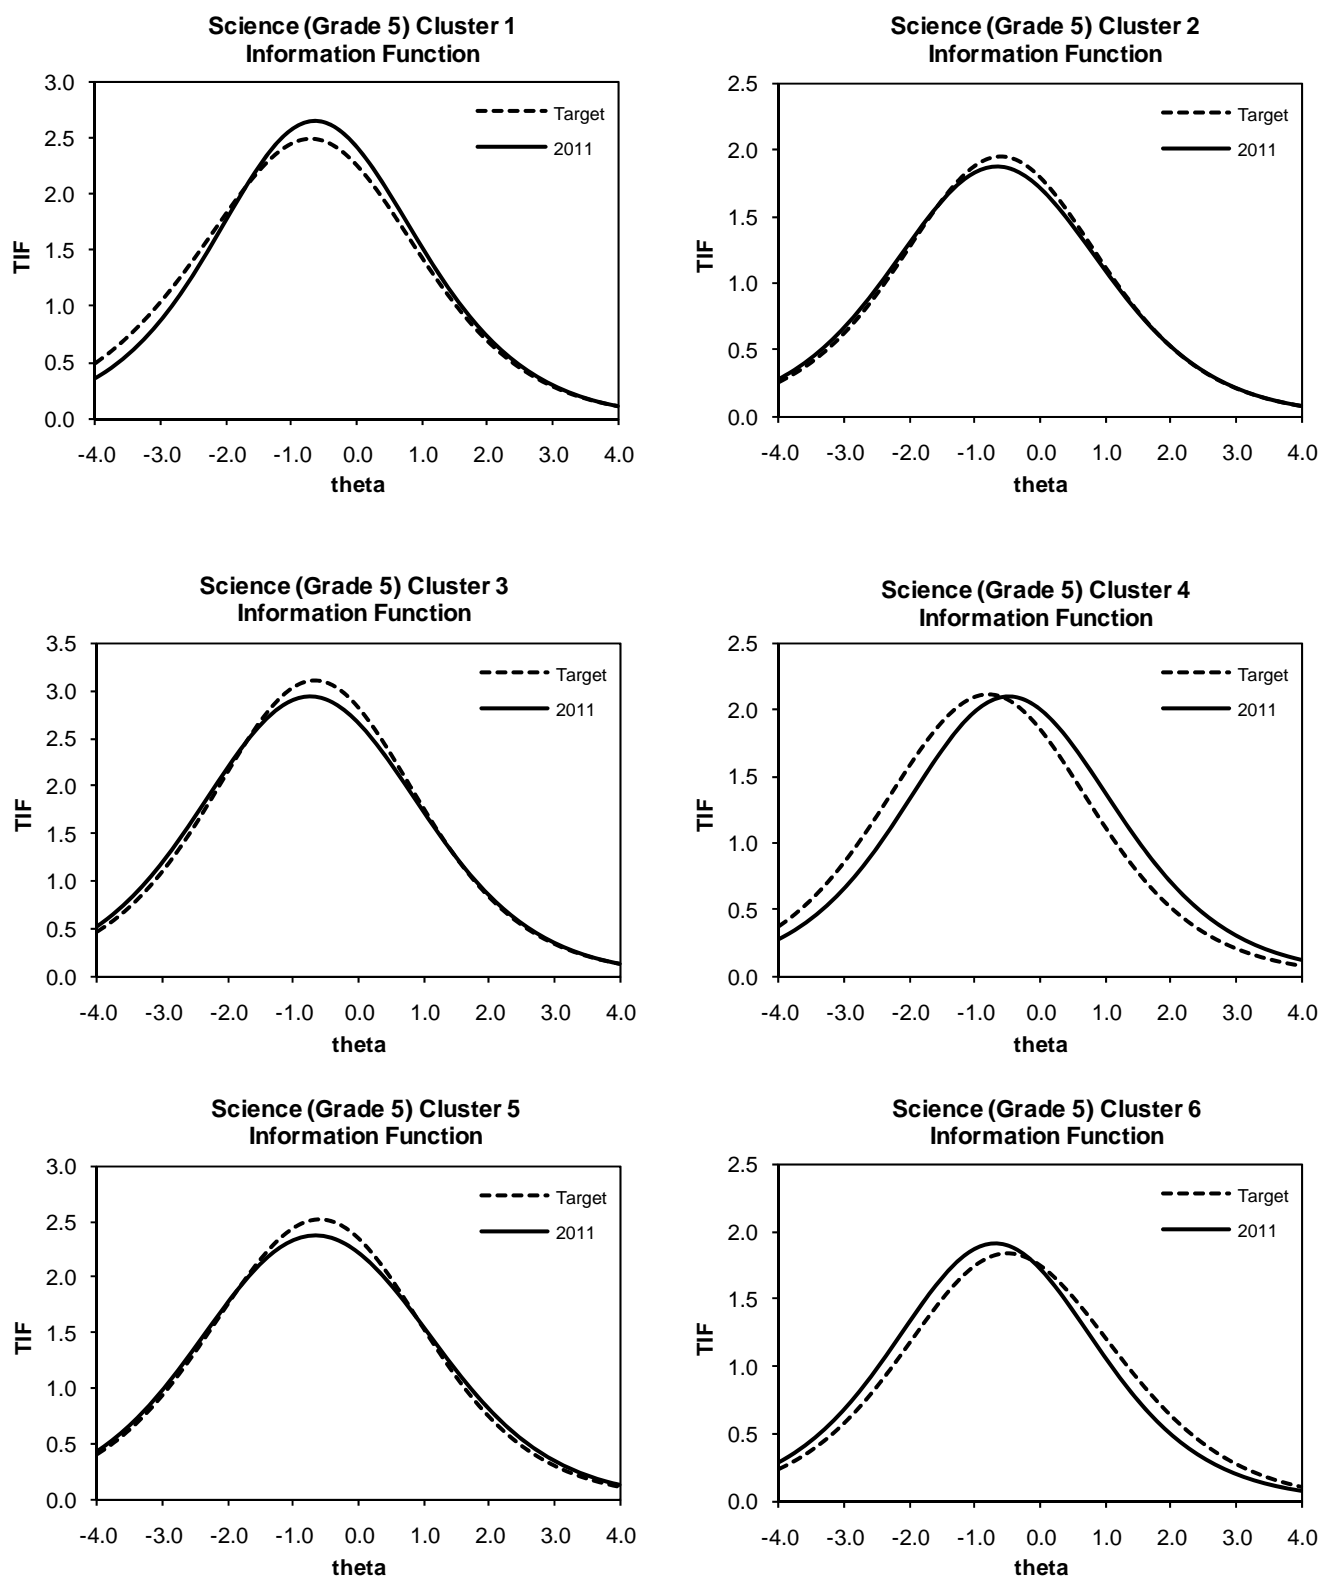 Science (Grade 5) Cluster 1
Information Function
3.0
2.5
2.0
1.5
1.0
0.5
0.0
TIF
Target
2011
-4.0 -3.0 -2.0 -1.0 0.0 1.0 2.0 3.0 4.0
theta
Science (Grade 5) Cluster 2
Information Function
2.5
2.0
1.5
1.0
0.5
0.0
TIF
Target
2011
-4.0 -3.0 -2.0 -1.0 0.0 1.0 2.0 3.0 4.0
theta
Science (Grade 5) Cluster 3
Information Function
3.5
3.0
2.5
2.0
1.5
1.0
0.5
0.0
TIF
Target
2011
-4.0 -3.0 -2.0 -1.0 0.0 1.0 2.0 3.0 4.0
theta
Science (Grade 5) Cluster 4
Information Function
2.5
2.0
1.5
1.0
0.5
0.0
TIF
Target
2011
-4.0 -3.0 -2.0 -1.0 0.0 1.0 2.0 3.0 4.0
theta
Science (Grade 5) Cluster 5
Information Function
3.0
2.5
2.0
1.5
1.0
0.5
0.0
TIF
Target
2011
-4.0 -3.0 -2.0 -1.0 0.0 1.0 2.0 3.0 4.0
theta
Science (Grade 5) Cluster 6
Information Function
2.5
2.0
1.5
1.0
0.5
0.0
TIF
Target
2011
-4.0 -3.0 -2.0 -1.0 0.0 1.0 2.0 3.0 4.0
theta